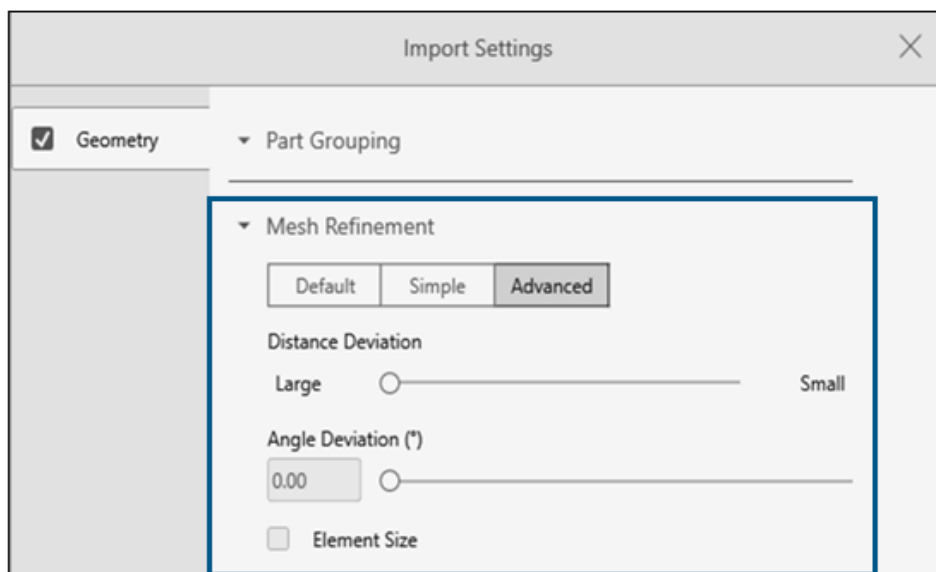 Import Settings
Geometry
Part Grouping
Mesh Refinement
Default Simple Advanced
Distance Deviation
Large Small
Angle Deviation (°)
0.00
Element Size